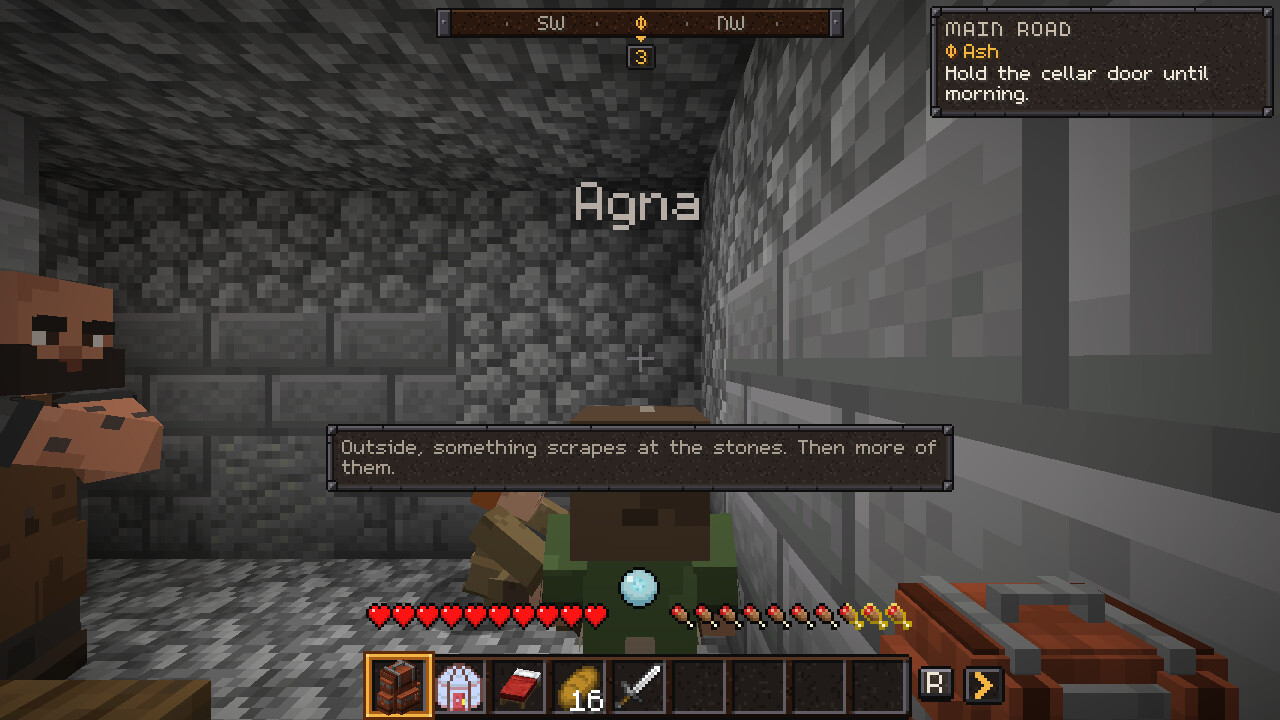 SW NW
3
MAIN ROAD
Ash
Hold the cellar door until
morning.
Agna
Outside, something scrapes at the stones. Then more of
them.
16
R